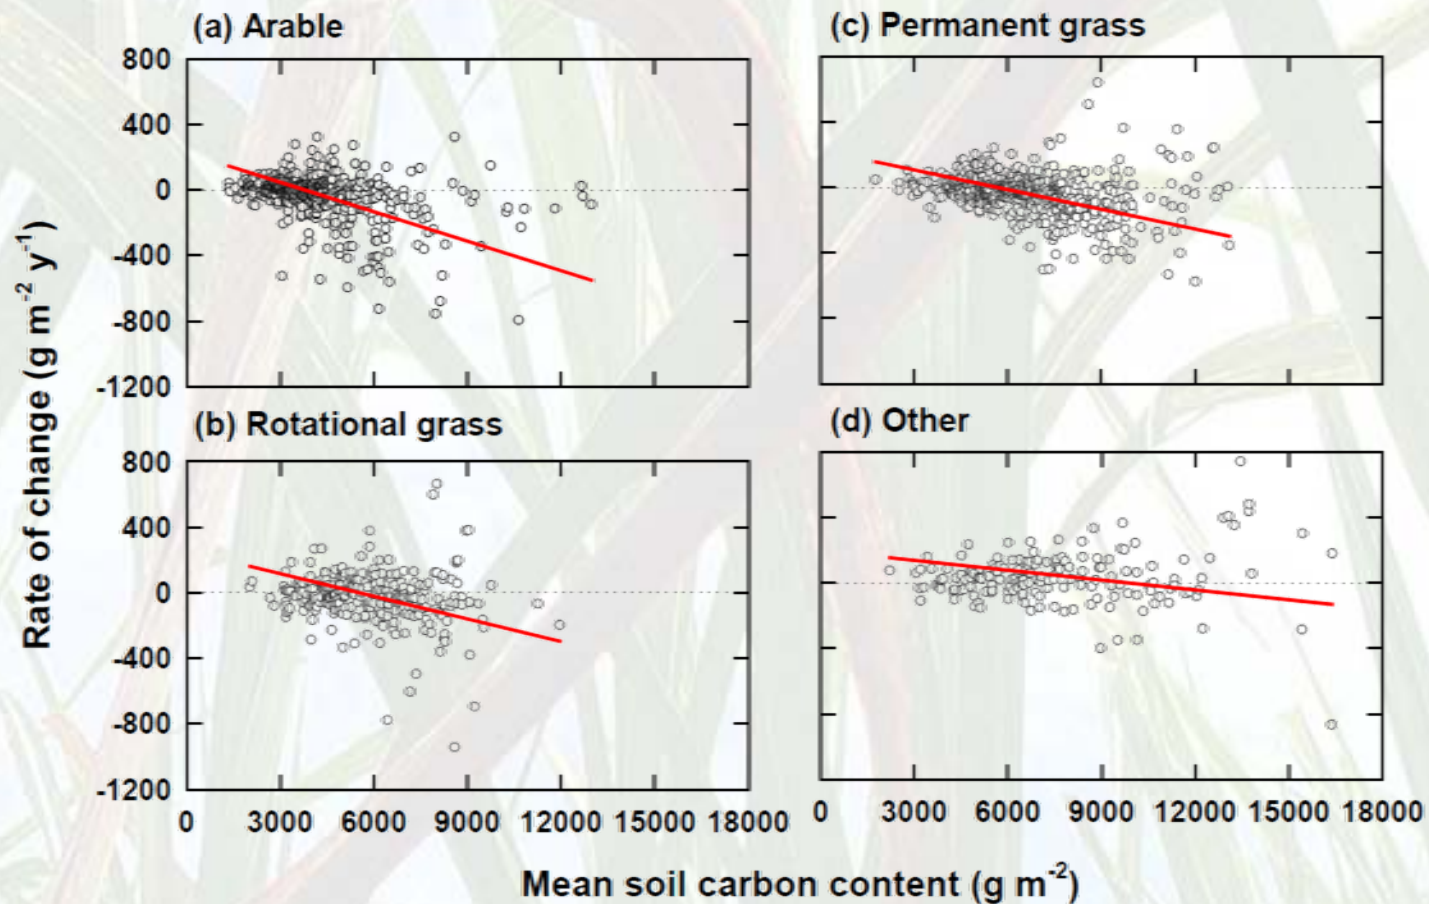 (a) Arable
(c) Permanent grass
800
400
0
-400
-800
-1200
(b) Rotational grass
(d) Other
800
400
0
-400
-800
-1200
0 3000 6000 9000 12000 15000 18000
0 3000 6000 9000 12000 15000 18000
Rate of change (g m⁻² y⁻¹)
Mean soil carbon content (g m⁻²)